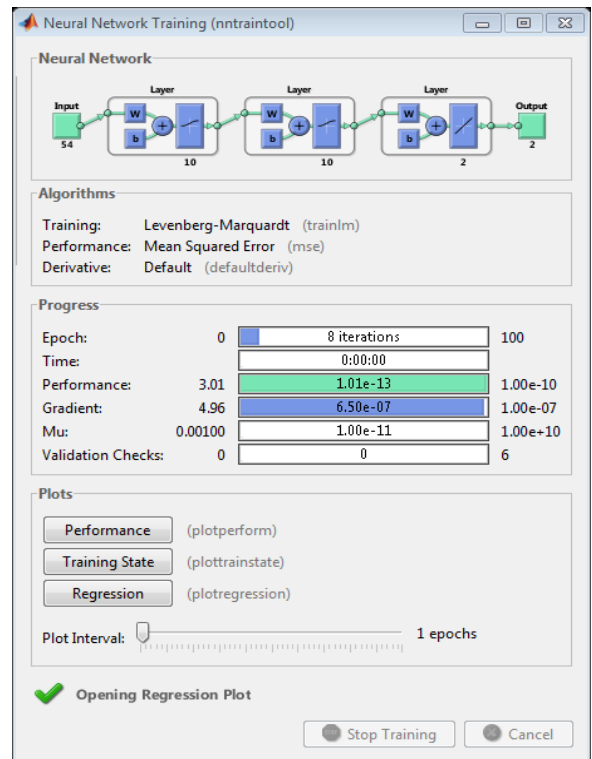 Neural Network Training (nntraintool)
Neural Network
Layer Layer Layer
Input W W W Output
+ + +
b b b
54 2
10 10 2
Algorithms
Training: Levenberg-Marquardt (trainlm)
Performance: Mean Squared Error (mse)
Derivative: Default (defaultderiv)
Progress
Epoch: 0 8 iterations 100
Time: 0:00:00
Performance: 3.01 1.01e-13 1.00e-10
Gradient: 4.96 6.50e-07 1.00e-07
Mu: 0.00100 1.00e-11 1.00e+10
Validation Checks: 0 0 6
Plots
Performance (plotperform)
Training State (plottrainstate)
Regression (plotregression)
Plot Interval: 1 epochs
Opening Regression Plot
Stop Training Cancel